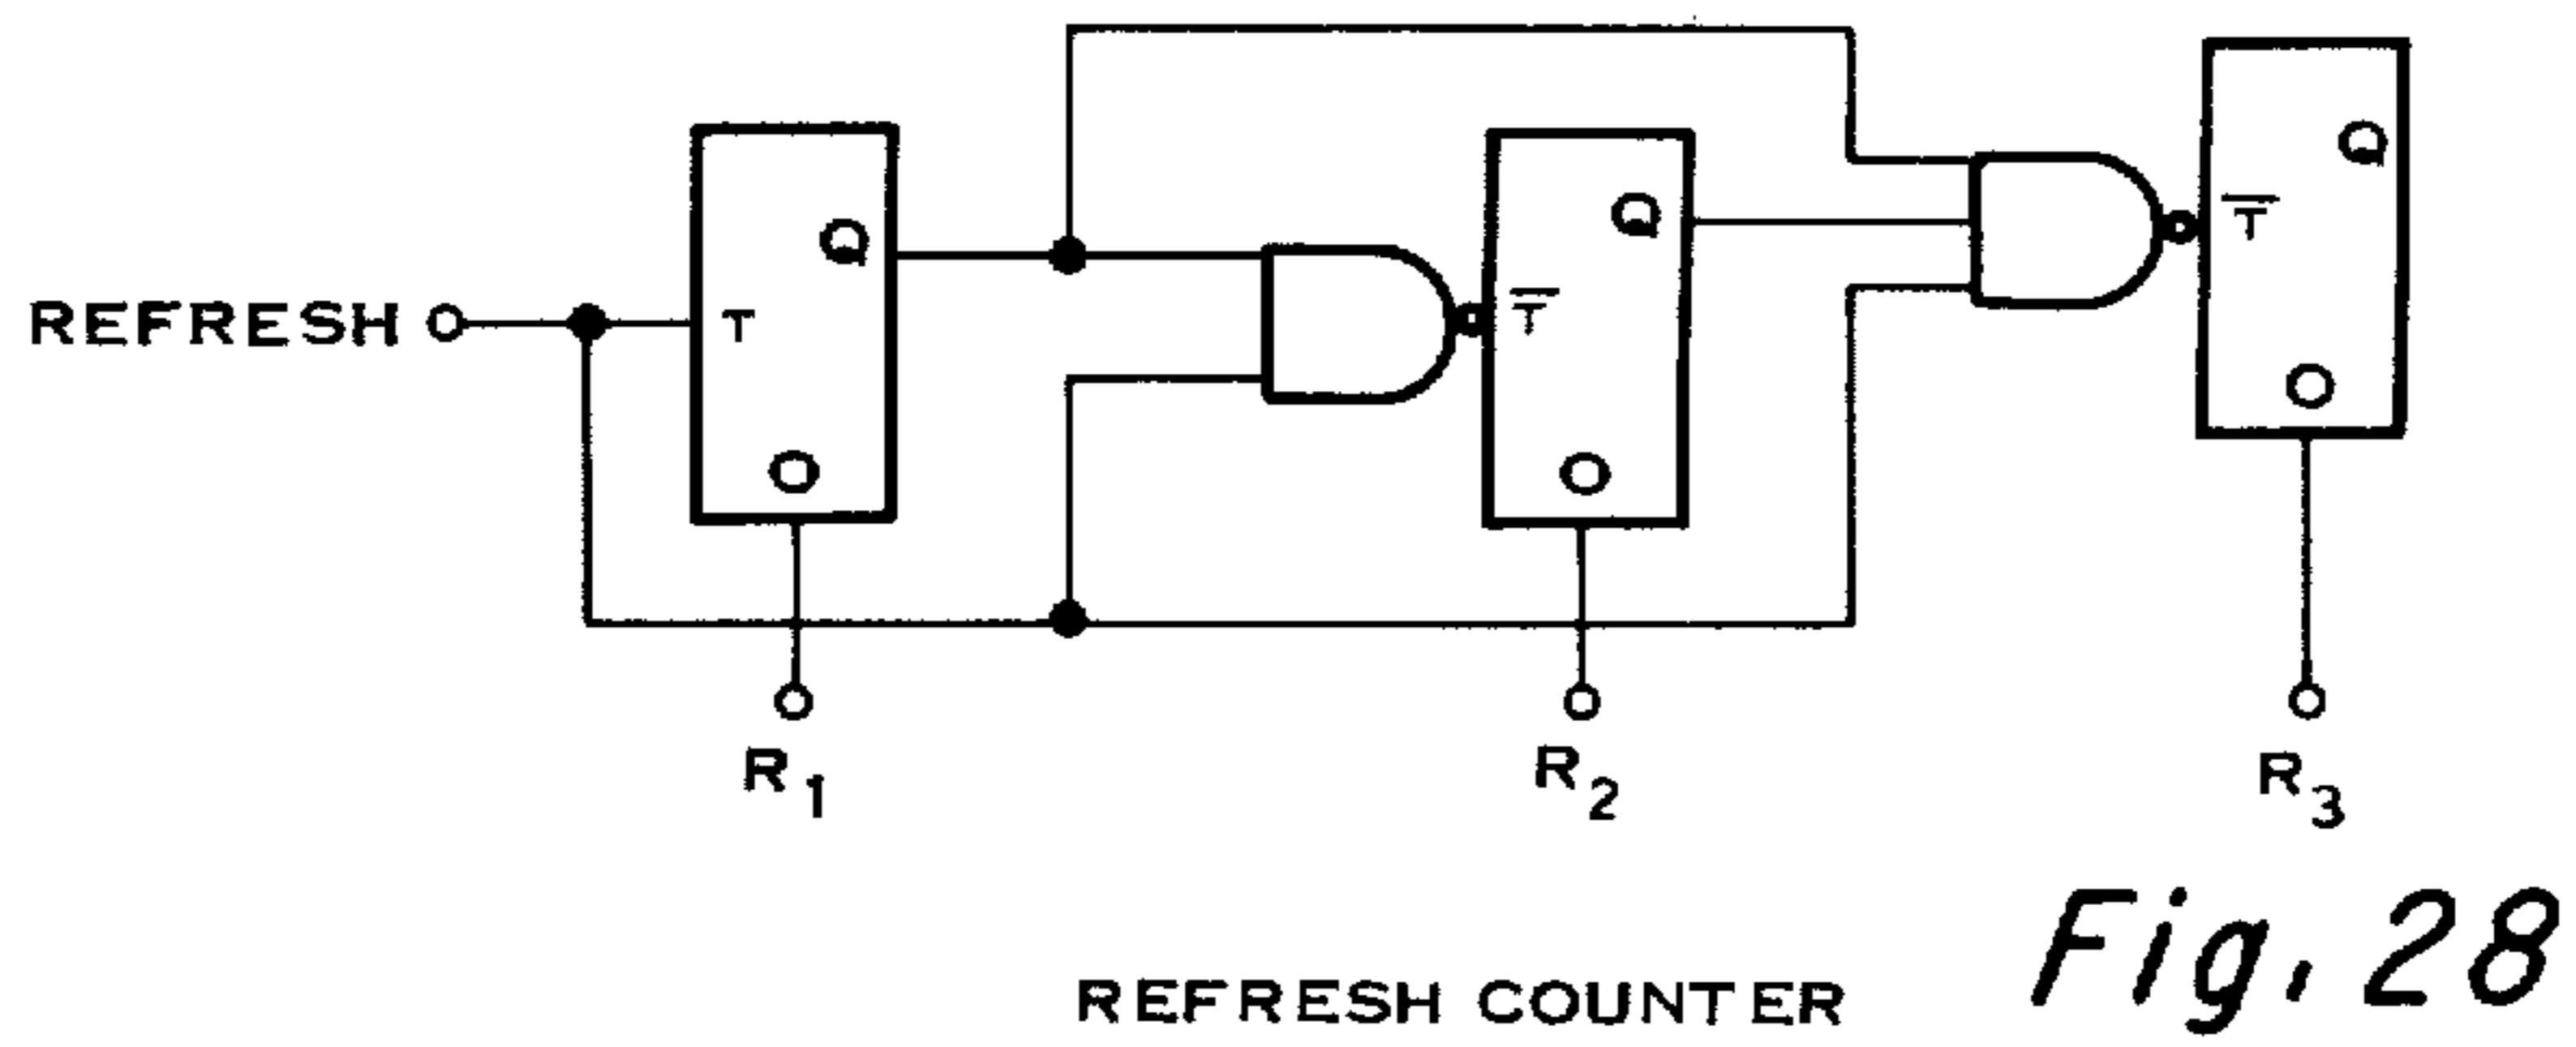 REFRESH
T
Q
O
R1
T̅
Q
O
R2
T̅
Q
O
R3
REFRESH COUNTER
Fig. 28